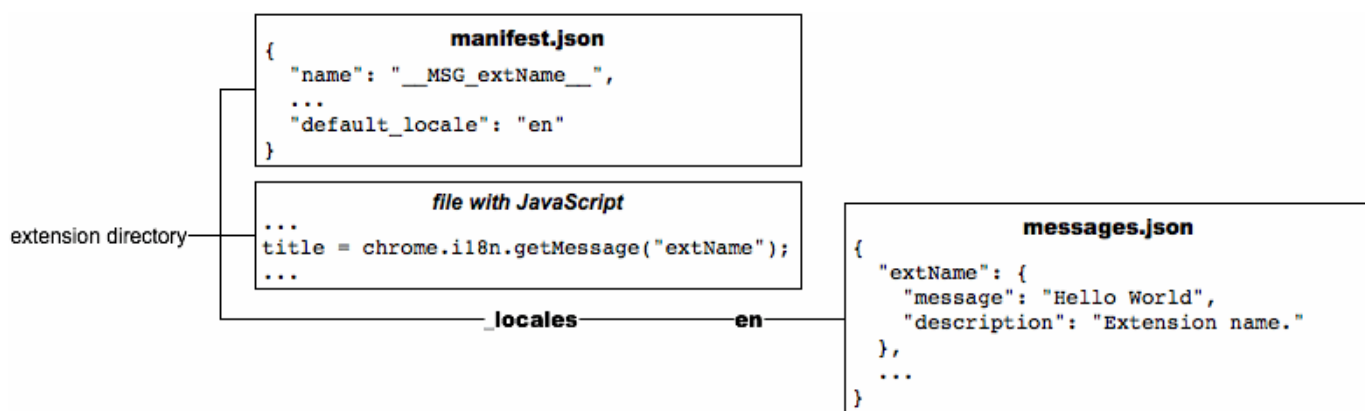 manifest.json
{
"name": "__MSG_extName__",
...
"default_locale": "en"
}
file with JavaScript
...
title = chrome.i18n.getMessage("extName");
...
extension directory
_locales
en
messages.json
{
"extName": {
"message": "Hello World",
"description": "Extension name."
},
...
}